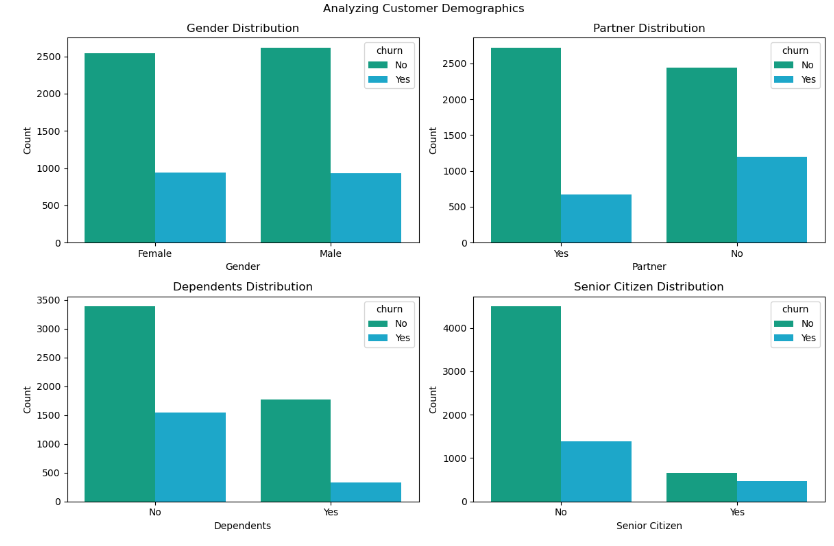 Analyzing Customer Demographics
Gender Distribution
churn
No
Yes
2500
2000
1500
1000
500
0
Count
Female Male
Gender
Partner Distribution
churn
No
Yes
2500
2000
1500
1000
500
0
Count
Yes No
Partner
Dependents Distribution
churn
No
Yes
3500
3000
2500
2000
1500
1000
500
0
Count
No Yes
Dependents
Senior Citizen Distribution
churn
No
Yes
4000
3000
2000
1000
0
Count
No Yes
Senior Citizen